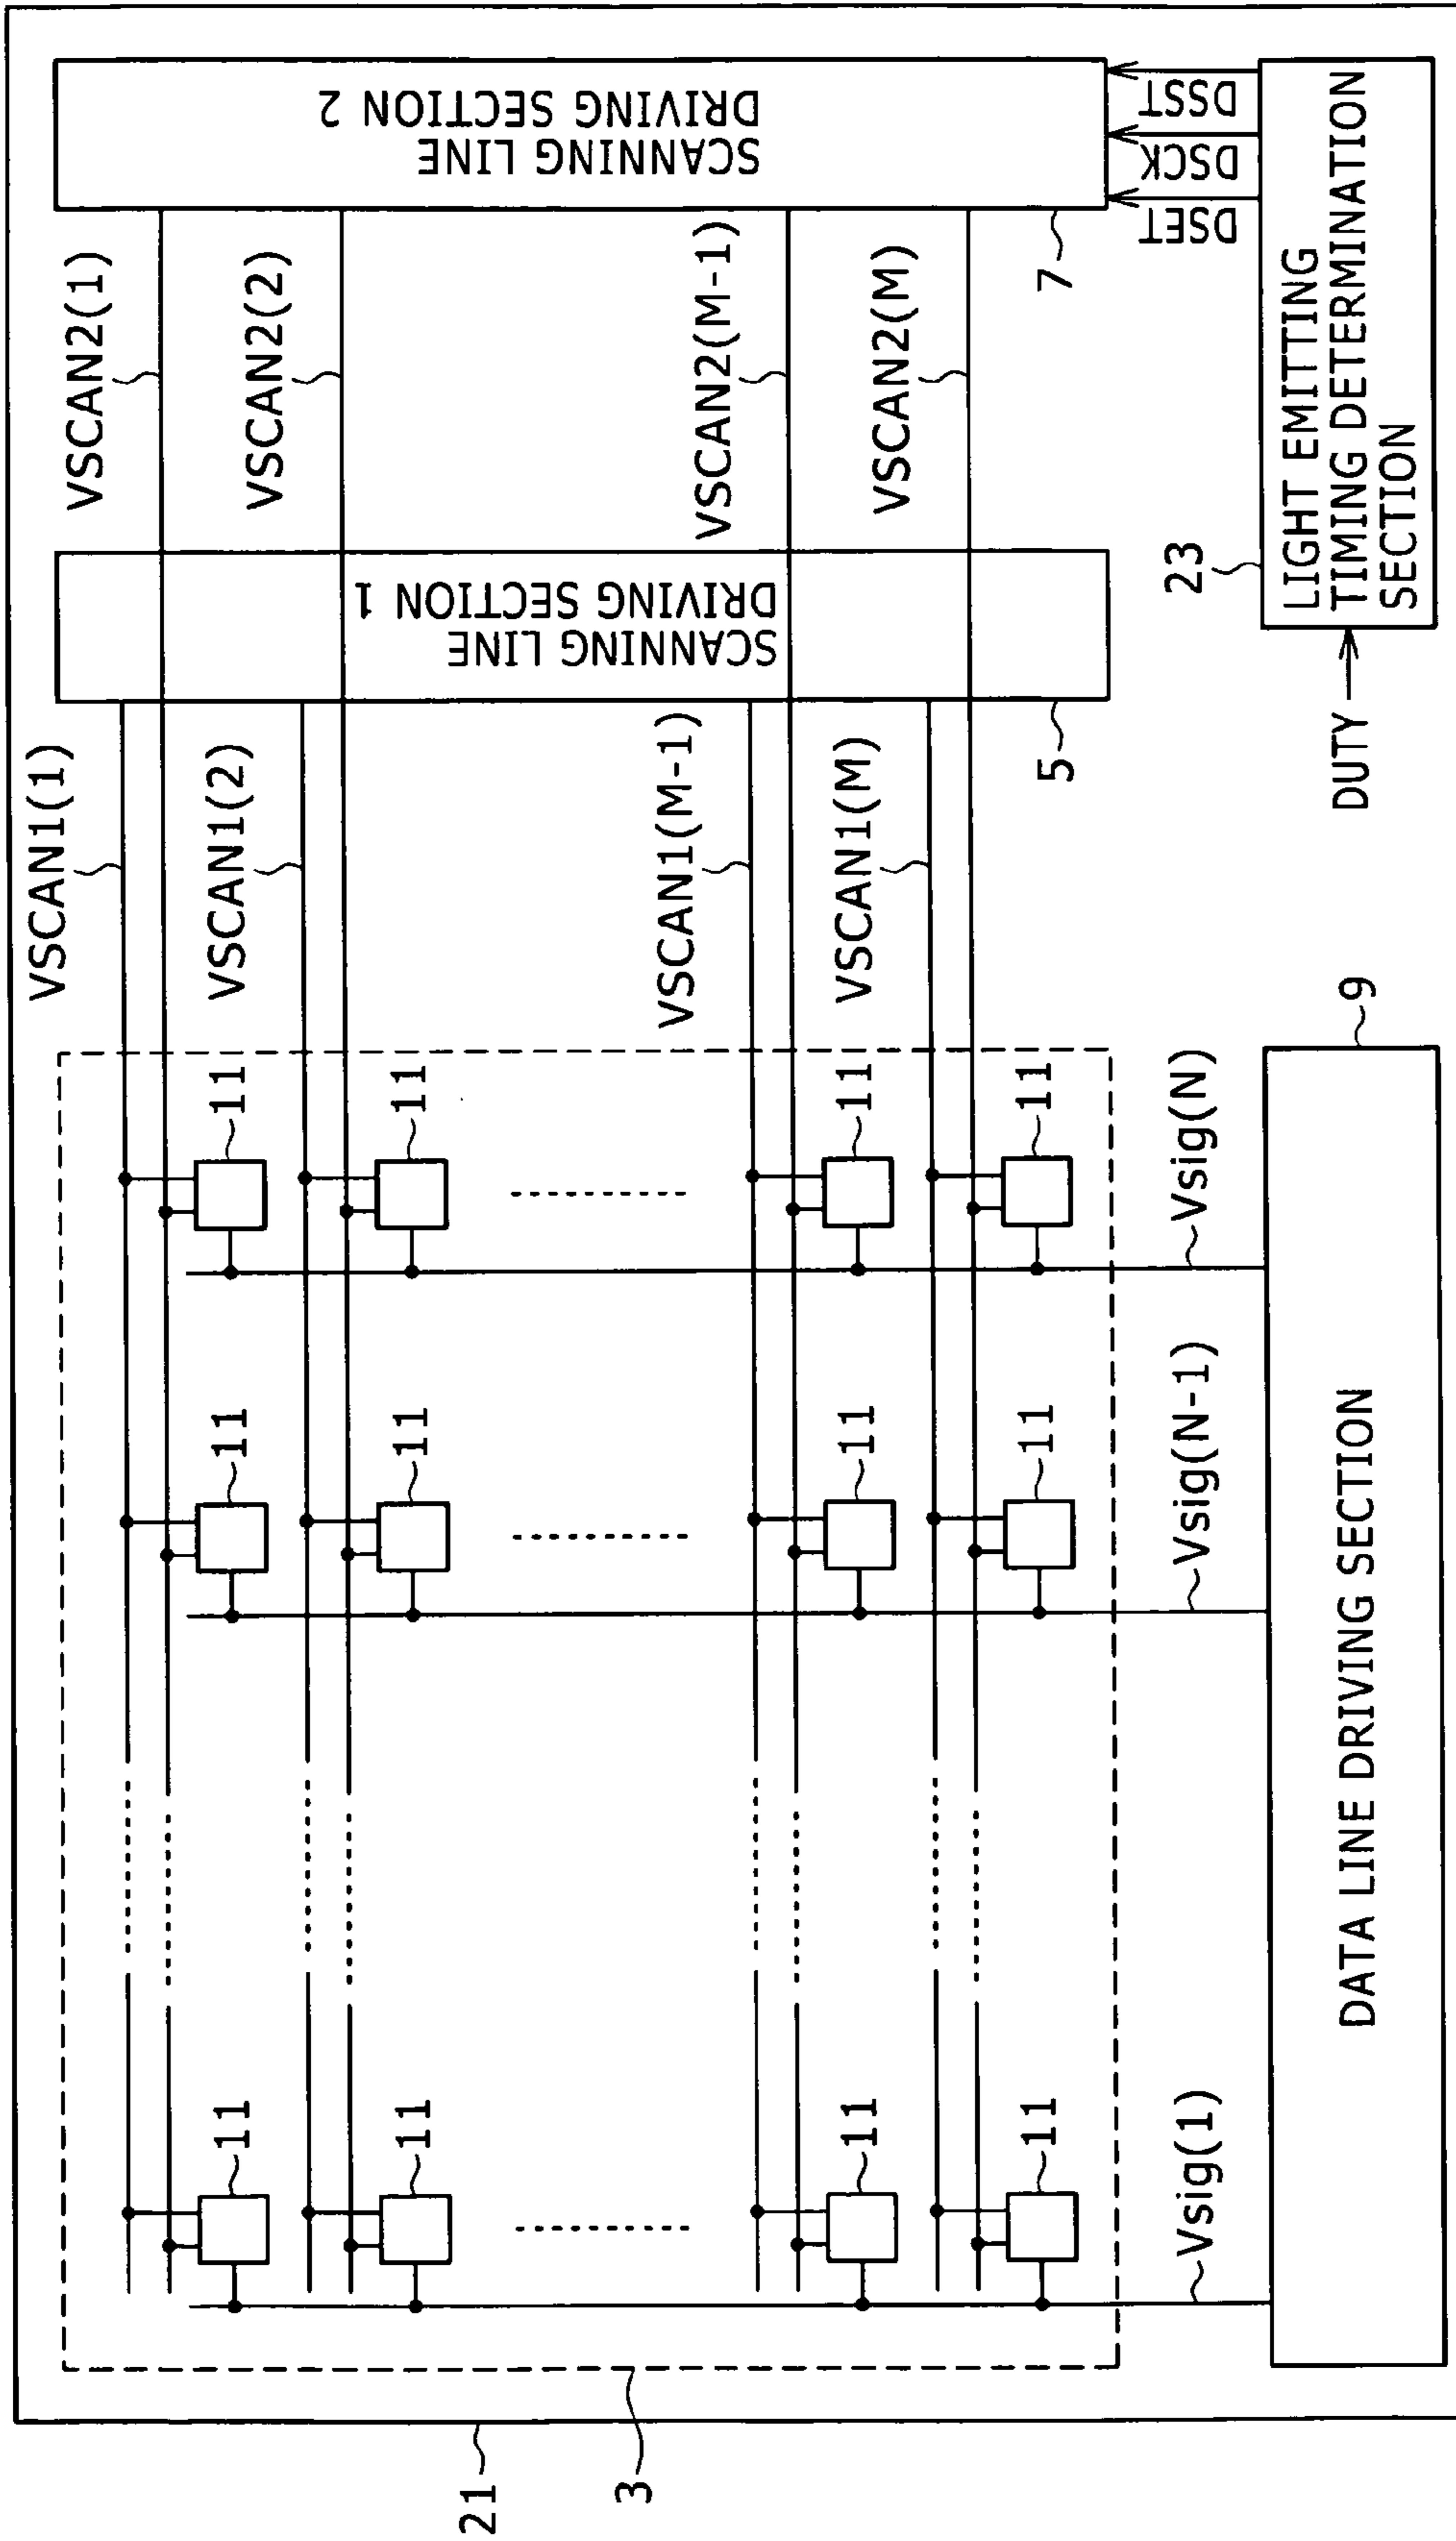 21
3
VSCAN1(1)
VSCAN2(1)
VSCAN1(2)
VSCAN2(2)
VSCAN1(M-1)
VSCAN2(M-1)
VSCAN1(M)
VSCAN2(M)
SCANNING LINE
DRIVING SECTION 1
5
SCANNING LINE
DRIVING SECTION 2
7
11
11
11
11
11
11
11
11
11
11
11
11
Vsig(1)
Vsig(N-1)
Vsig(N)
DATA LINE DRIVING SECTION
9
DSET
DSCK
DSST
23
DUTY
LIGHT EMITTING
TIMING DETERMINATION
SECTION